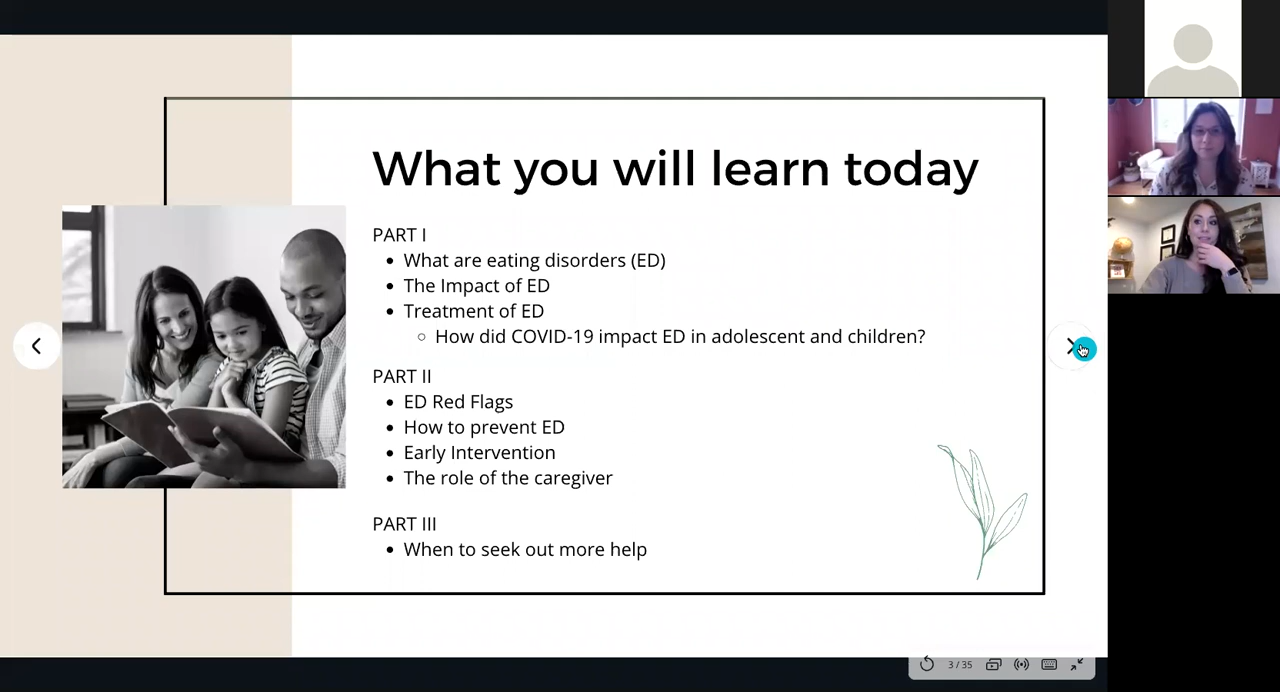 What you will learn today
PART I
What are eating disorders (ED)
The Impact of ED
Treatment of ED
How did COVID-19 impact ED in adolescent and children?
PART II
ED Red Flags
How to prevent ED
Early Intervention
The role of the caregiver
PART III
When to seek out more help
3 / 35